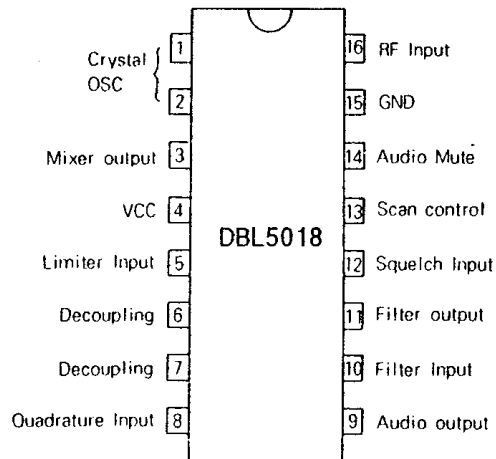 Crystal
OSC
1
2
Mixer output 3
VCC 4
Limiter Input 5
Decoupling 6
Decoupling 7
Quadrature Input 8
DBL5018
16 RF Input
15 GND
14 Audio Mute
13 Scan control
12 Squelch Input
11 Filter output
10 Filter Input
9 Audio output